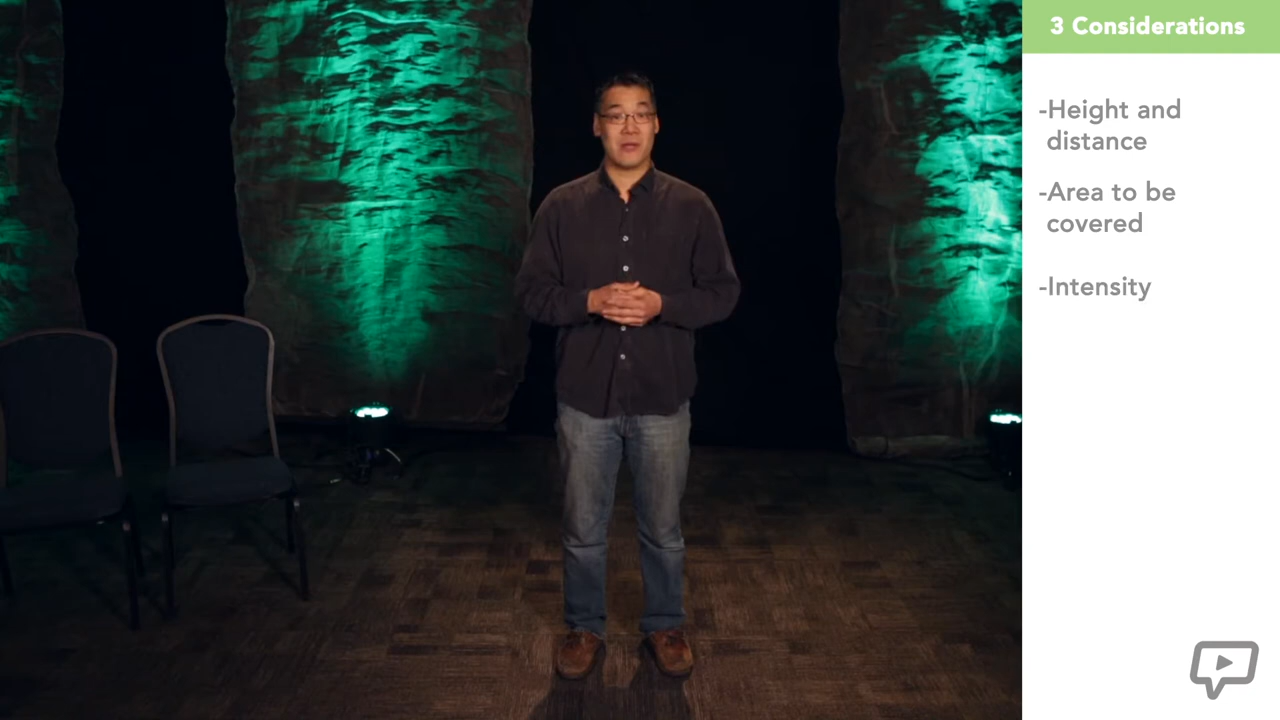 3 Considerations
-Height and
distance
-Area to be
covered
-Intensity